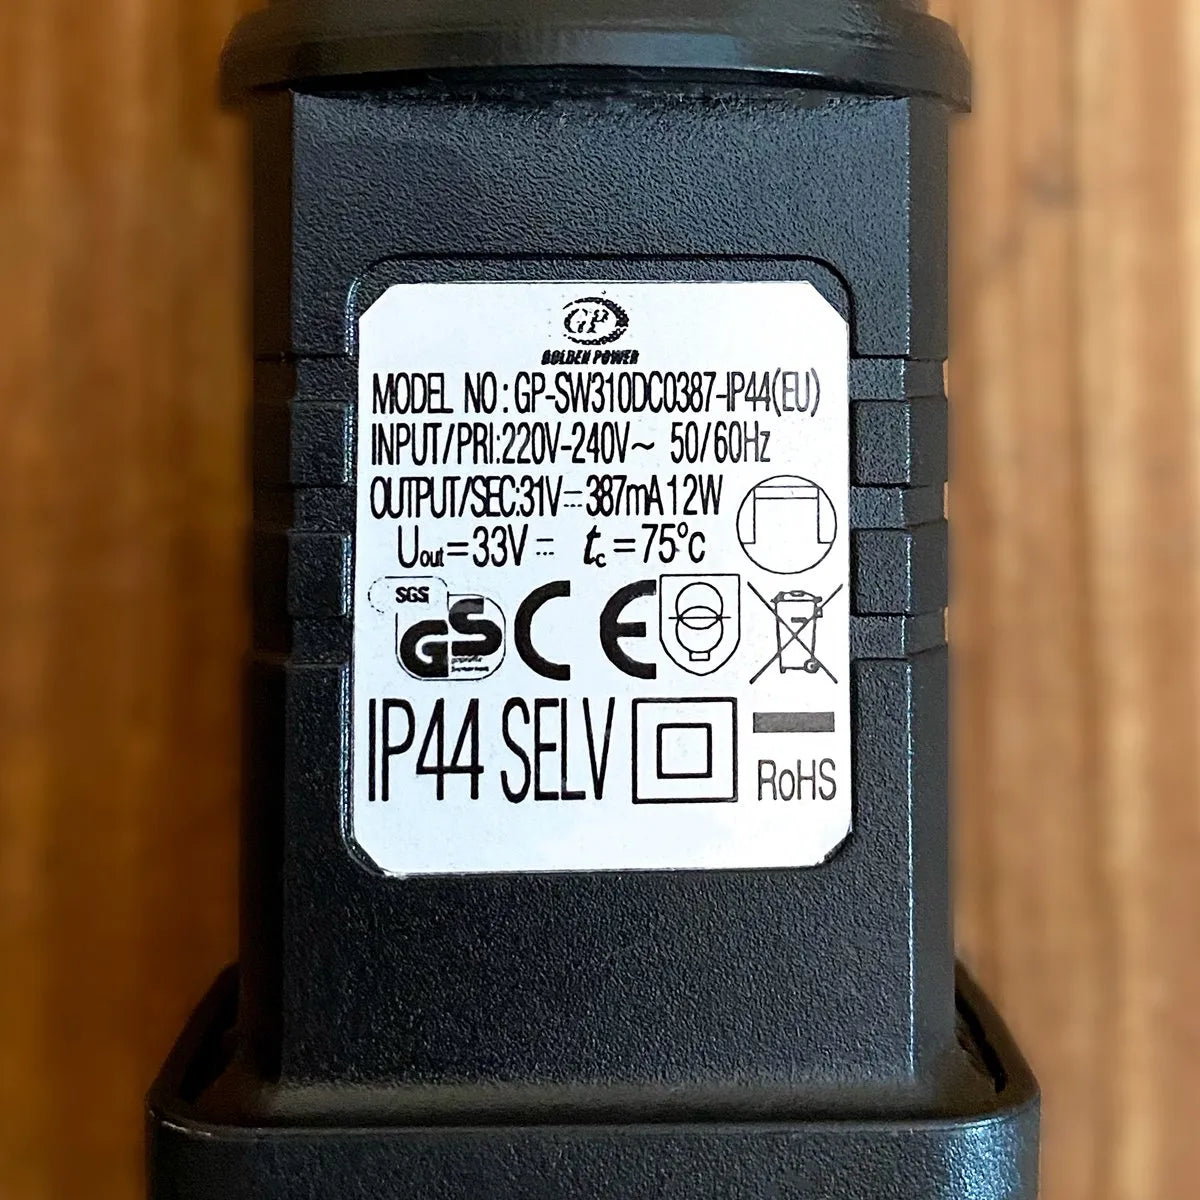 GP
GOLDEN POWER
MODEL NO: GP-SW310DC0387-IP44(EU)
INPUT/PRI:220V-240V~ 50/60Hz
OUTPUT/SEC:31V⎓387mA 12W
Uout=33V⎓ tc=75°c
SGS
GS CE
IP44 SELV
RoHS